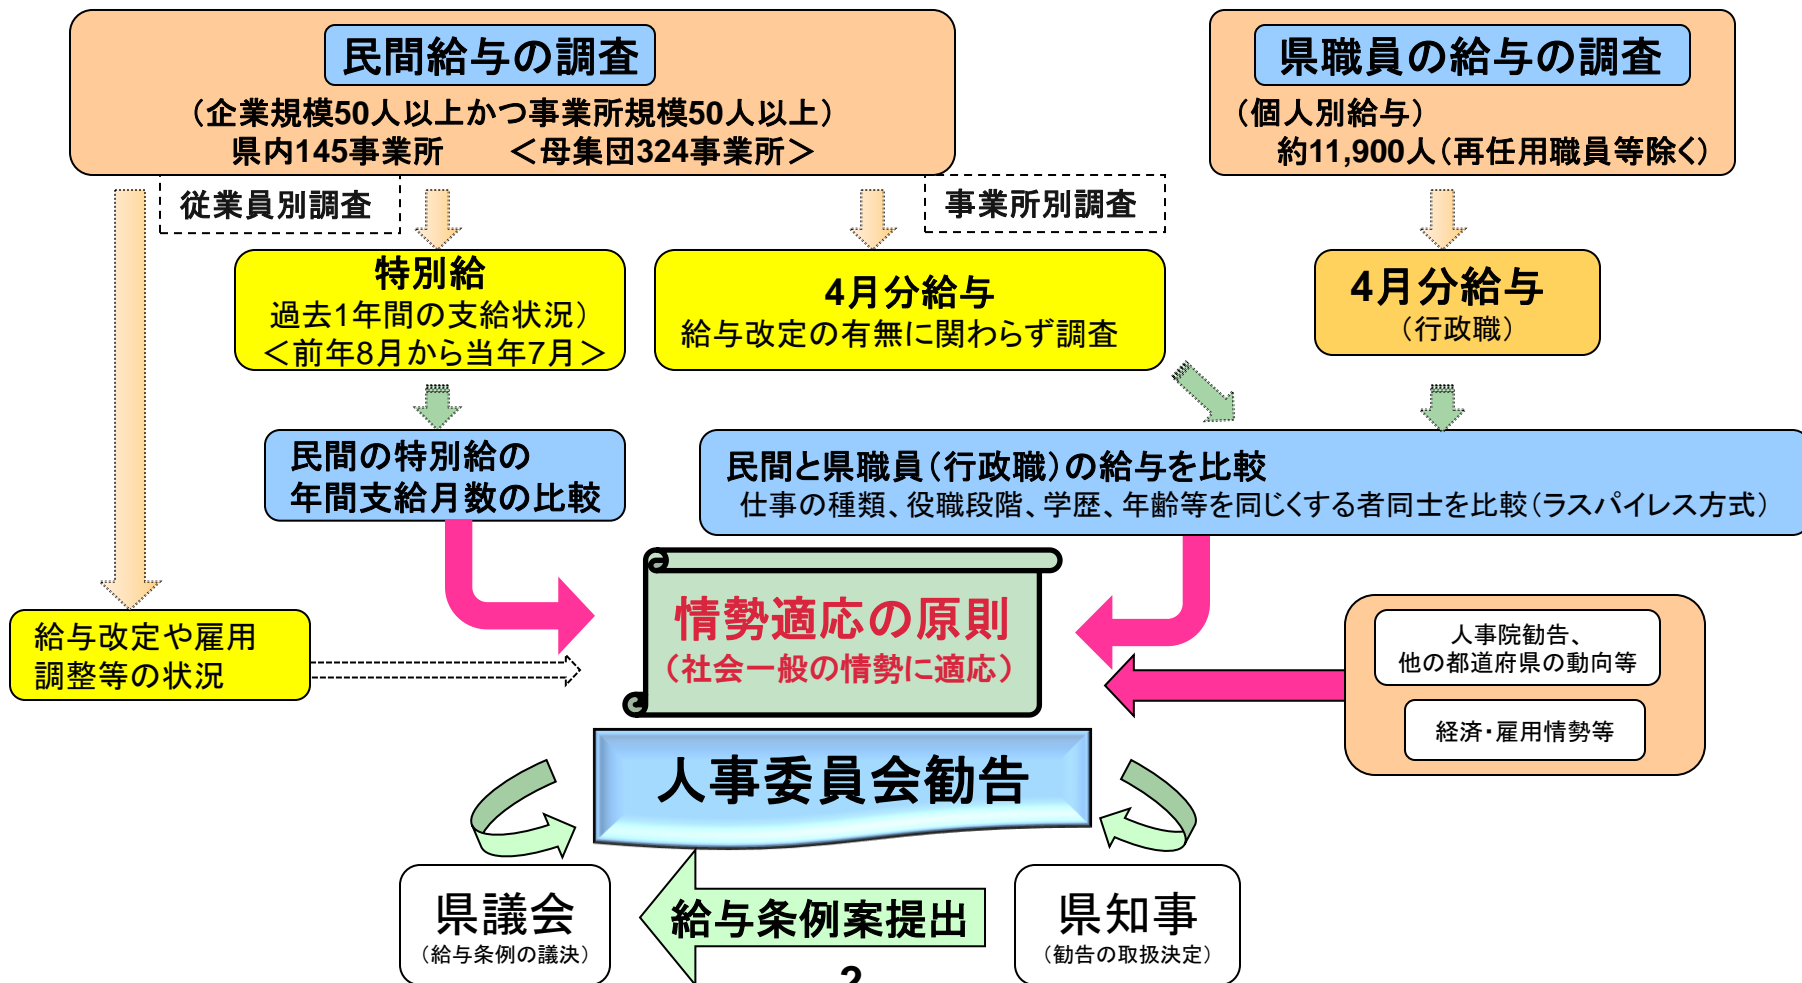 民間給与の調査
（企業規模50人以上かつ事業所規模50人以上）
県内145事業所　　＜母集団324事業所＞
県職員の給与の調査
（個人別給与）
約11,900人（再任用職員等除く）
従業員別調査
事業所別調査
特別給
過去1年間の支給状況）
＜前年8月から当年7月＞
4月分給与
給与改定の有無に関わらず調査
4月分給与
（行政職）
民間の特別給の
年間支給月数の比較
民間と県職員（行政職）の給与を比較
仕事の種類、役職段階、学歴、年齢等を同じくする者同士を比較（ラスパイレス方式）
情勢適応の原則
（社会一般の情勢に適応）
給与改定や雇用
調整等の状況
人事院勧告、
他の都道府県の動向等
経済・雇用情勢等
人事委員会勧告
県議会
（給与条例の議決）
給与条例案提出
県知事
（勧告の取扱決定）
2